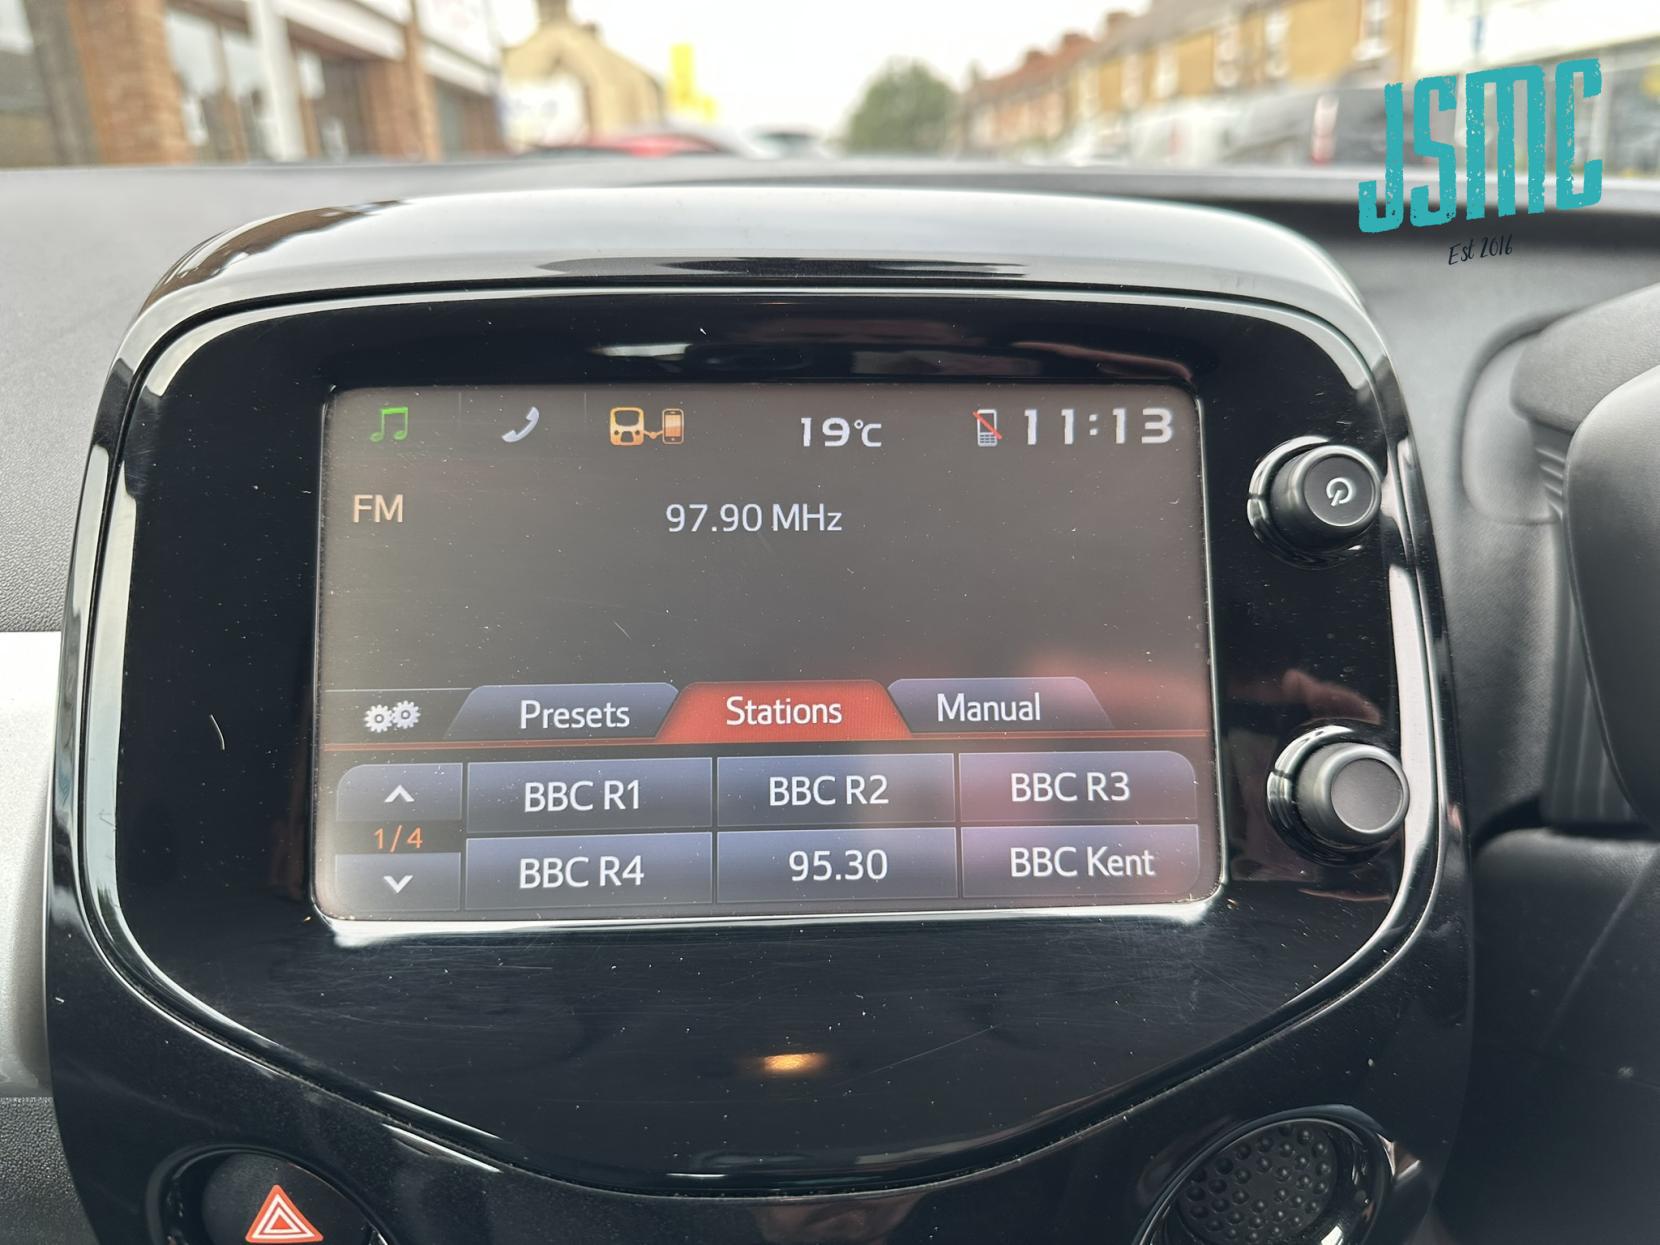 JSMC
Est 2016
19°C
11:13
FM
97.90 MHz
Presets
Stations
Manual
BBC R1
BBC R2
BBC R3
1/4
BBC R4
95.30
BBC Kent